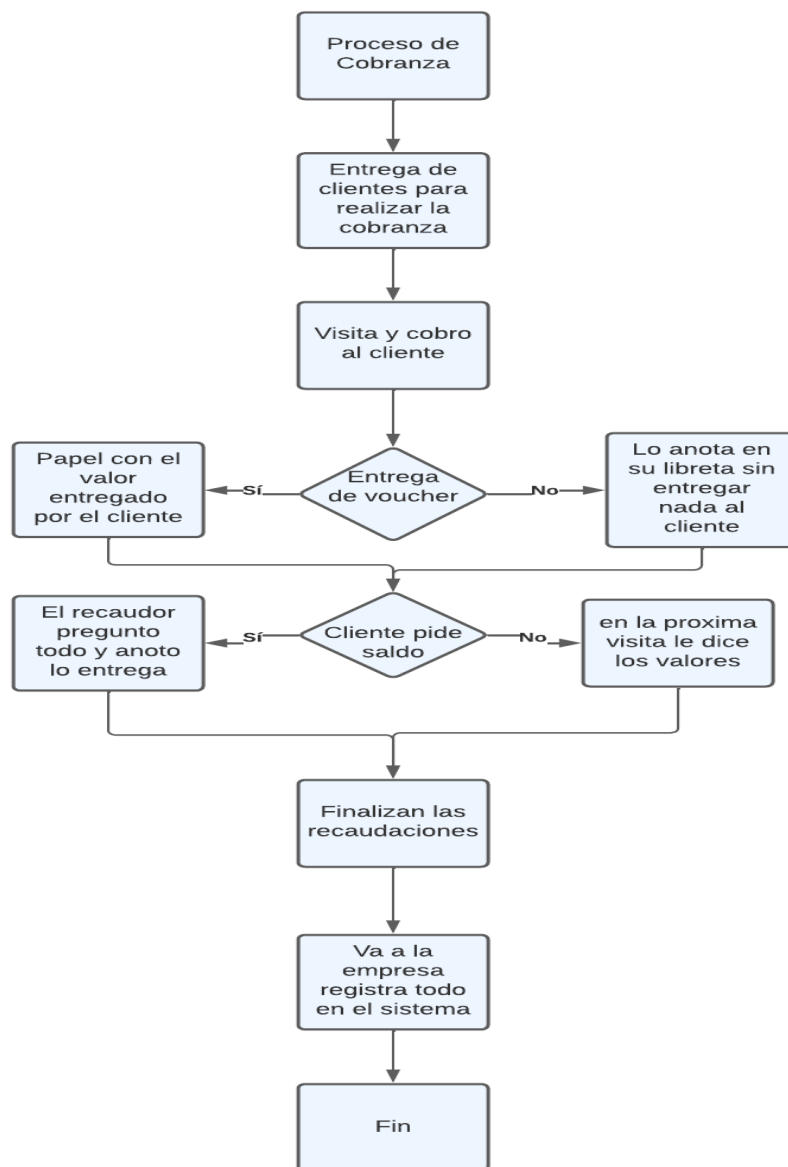 Proceso de
Cobranza
Entrega de
clientes para
realizar la
cobranza
Visita y cobro
al cliente
Entrega
de voucher
Sí
No
Papel con el
valor
entregado
por el cliente
Lo anota en
su libreta sin
entregar
nada al
cliente
Cliente pide
saldo
Sí
No
El recaudor
pregunto
todo y anoto
lo entrega
en la proxima
visita le dice
los valores
Finalizan las
recaudaciones
Va a la
empresa
registra todo
en el sistema
Fin